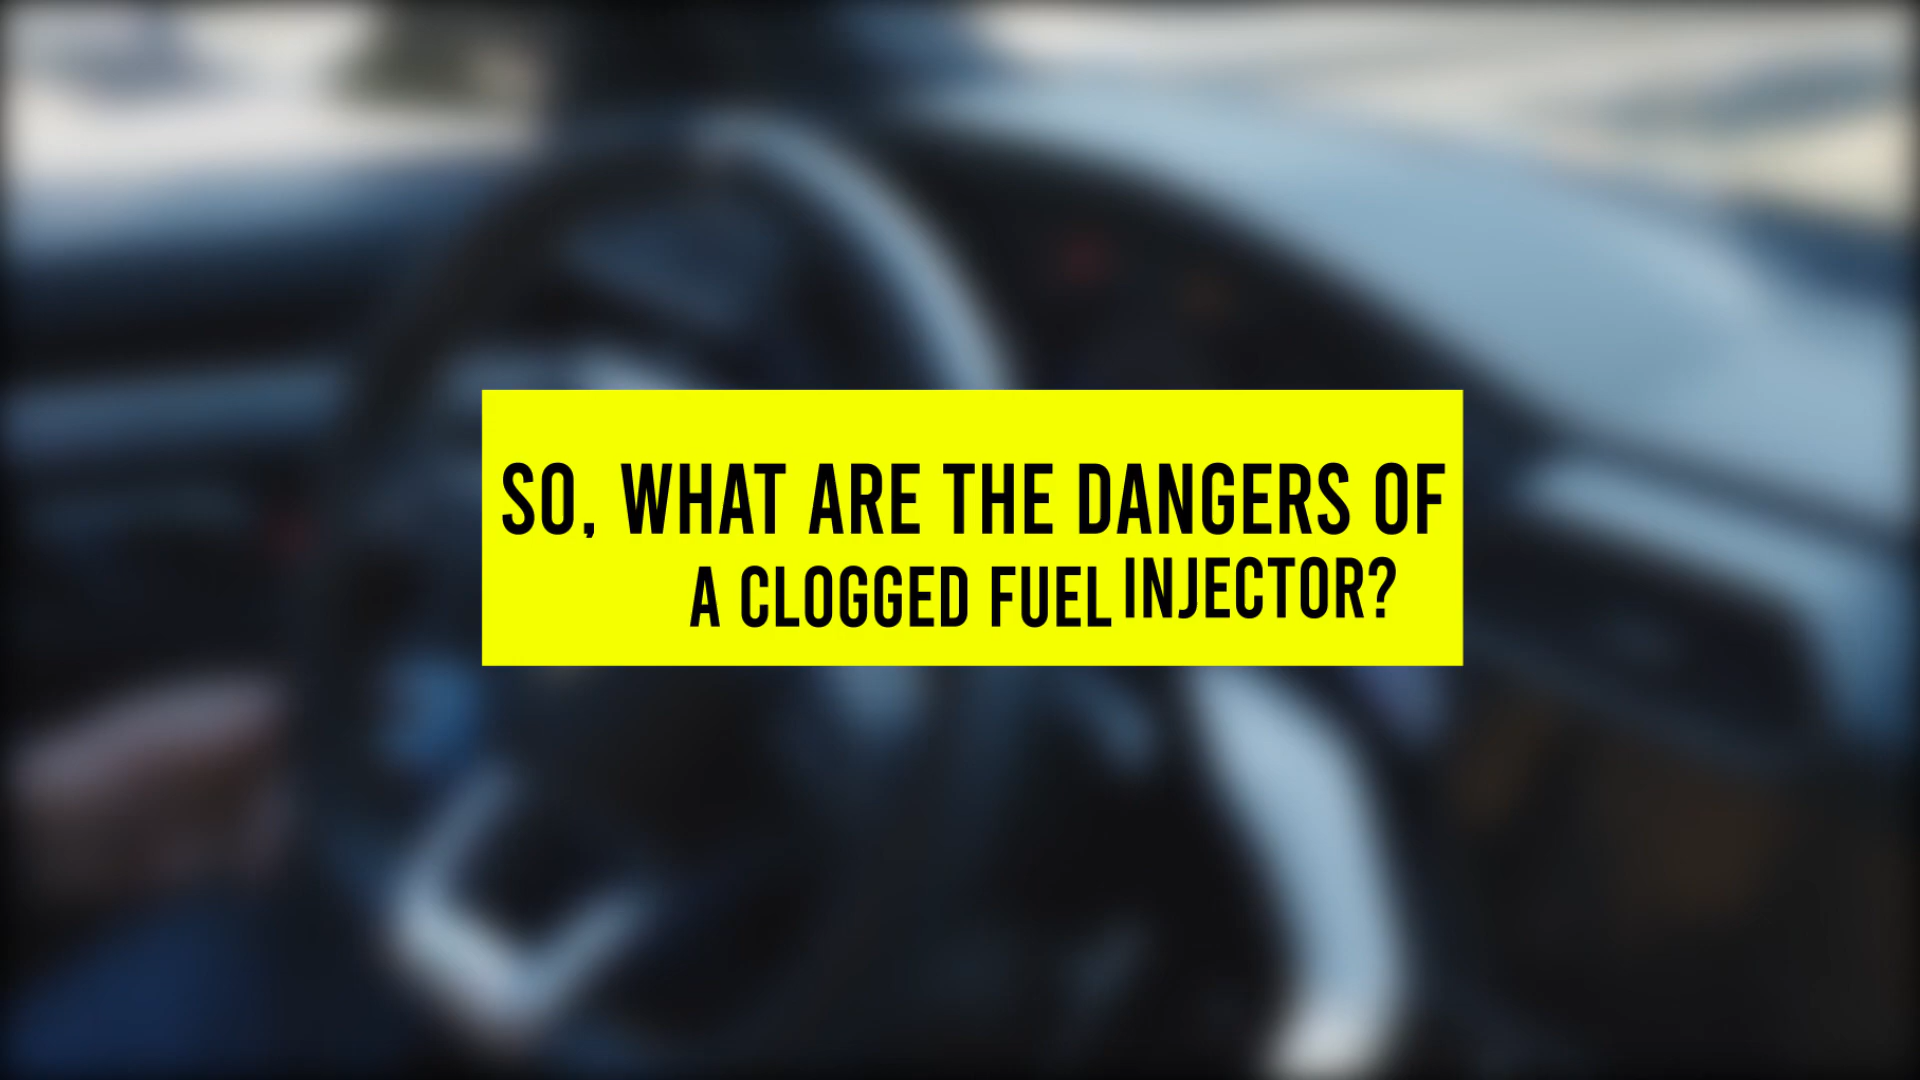 SO, WHAT ARE THE DANGERS OF
A CLOGGED FUEL INJECTOR?